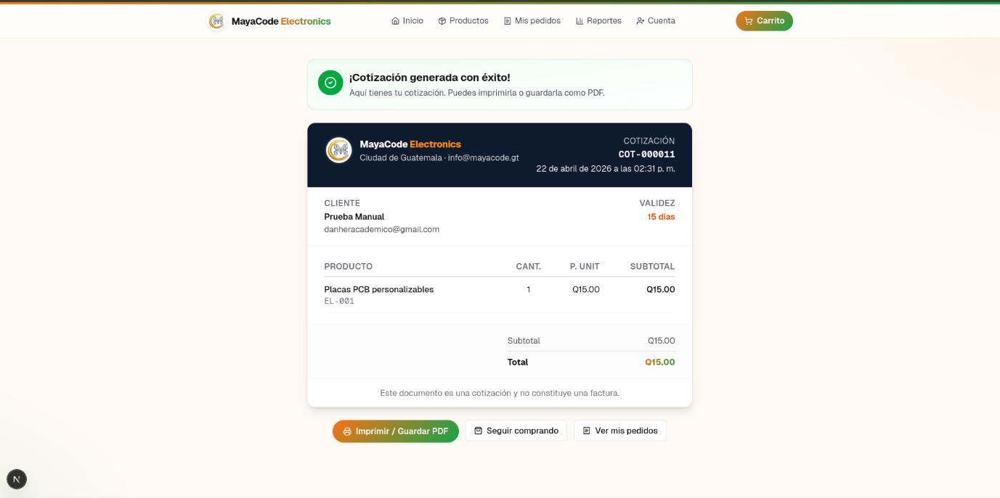 MayaCode Electronics
Inicio
Productos
Mis pedidos
Reportes
Cuenta
Carrito
¡Cotización generada con éxito!
Aquí tienes tu cotización. Puedes imprimirla o guardarla como PDF.
MayaCode Electronics
Ciudad de Guatemala · info@mayacode.gt
COTIZACIÓN
COT-000011
22 de abril de 2026 a las 02:31 p. m.
CLIENTE
Prueba Manual
danheracademico@gmail.com
VALIDEZ
15 días
PRODUCTO CANT. P. UNIT SUBTOTAL
Placas PCB personalizables 1 Q15.00 Q15.00
EL-001
Subtotal Q15.00
Total Q15.00
Este documento es una cotización y no constituye una factura.
Imprimir / Guardar PDF
Seguir comprando
Ver mis pedidos
N